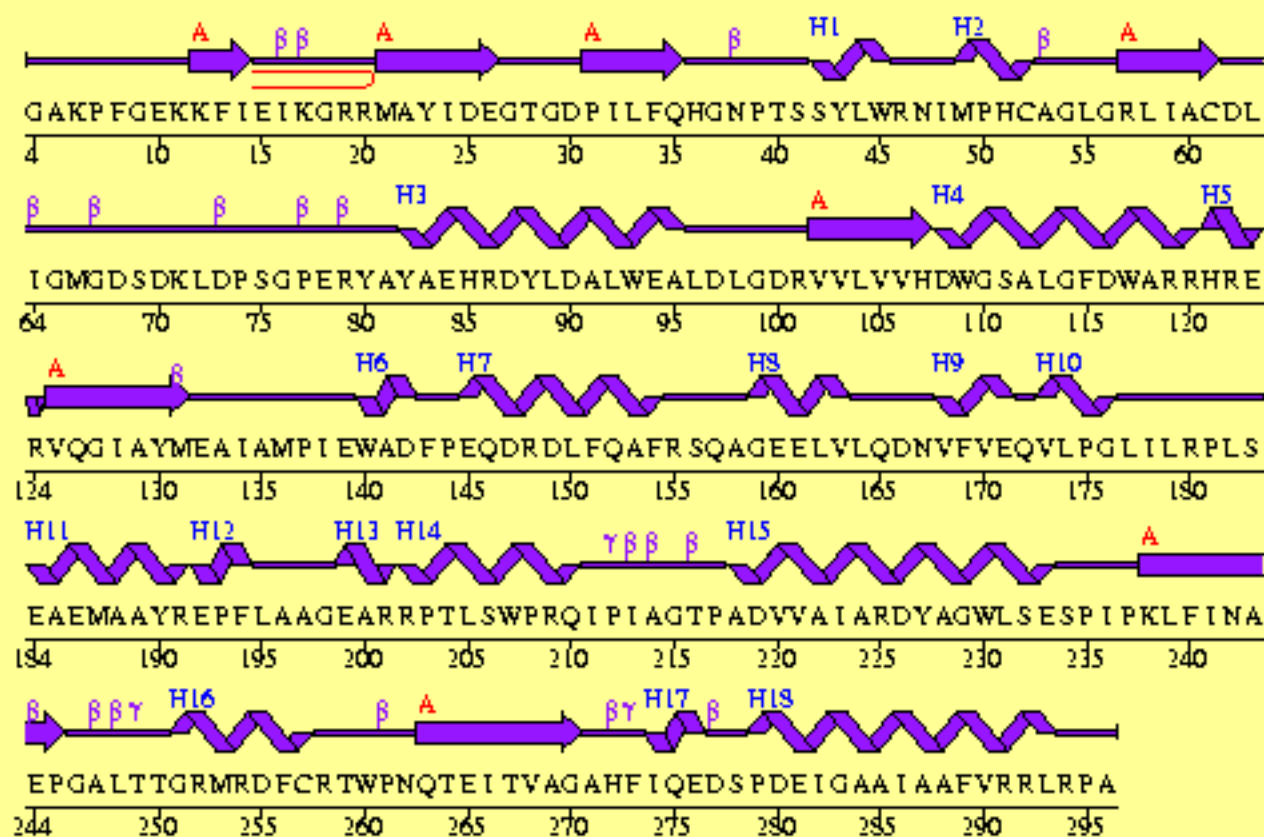 A β β A A β H1 H2 β A
GAKPFGEKKFIEIKGRRMAYIDEGTGDPILFQHGNPTSSYLWRNIMPHCAGLGRLIACDL
4 10 15 20 25 30 35 40 45 50 55 60
β β β β β H3 A H4 H5
IGMGDSDKLDPSGPERYAYAEHRDYLDALWEALDLGDRVVLVVHDWGSALGFDWARRHRE
64 70 75 80 85 90 95 100 105 110 115 120
A β H6 H7 H8 H9 H10
RVQGIAYMEAIAMPIEWADFPEQDRDLFQAFRSQAGEELVLQDNVFVEQVLPGLILRPLS
124 130 135 140 145 150 155 160 165 170 175 180
H11 H12 H13 H14 γ β β β H15 A
EAEMAAYREPFLAAGEARRPTLSWPRQIPIAGTPADVVAIARDYAGWLSESPIPKLFINA
184 190 195 200 205 210 215 220 225 230 235 240
β β β γ H16 β A β γ H17 β H18
EPGALTTGRMRDFCRTWPNQTEITVAGAHFIQEDSPDEIGAAIAAFVRRLRPA
244 250 255 260 265 270 275 280 285 290 295